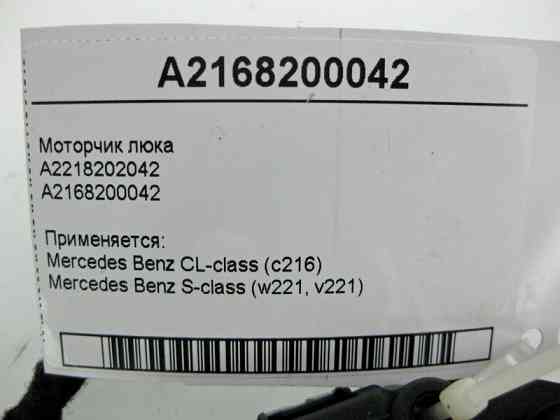 A2168200042
Моторчик люка
A2218202042
A2168200042
Применяется:
Mercedes Benz CL-class (c216)
Mercedes Benz S-class (w221, v221)